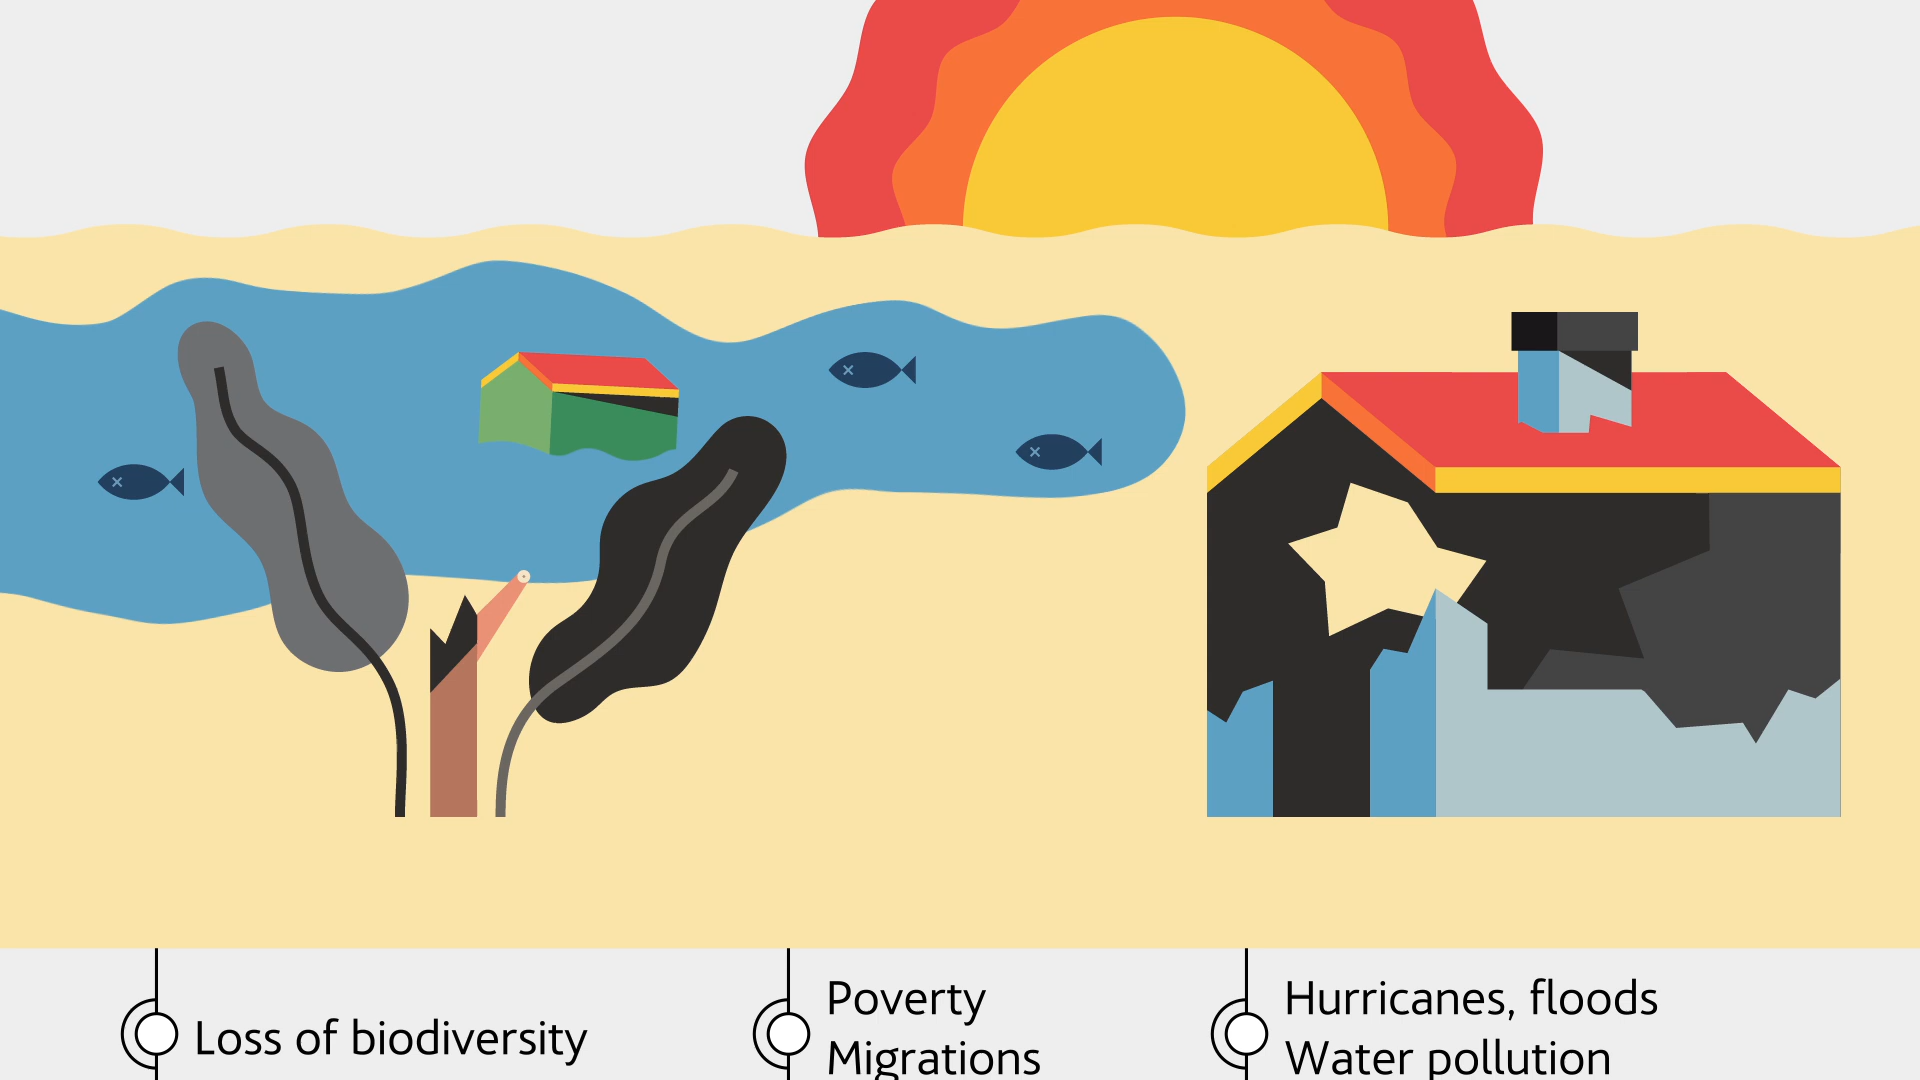 Loss of biodiversity
Poverty
Migrations
Hurricanes, floods
Water pollution